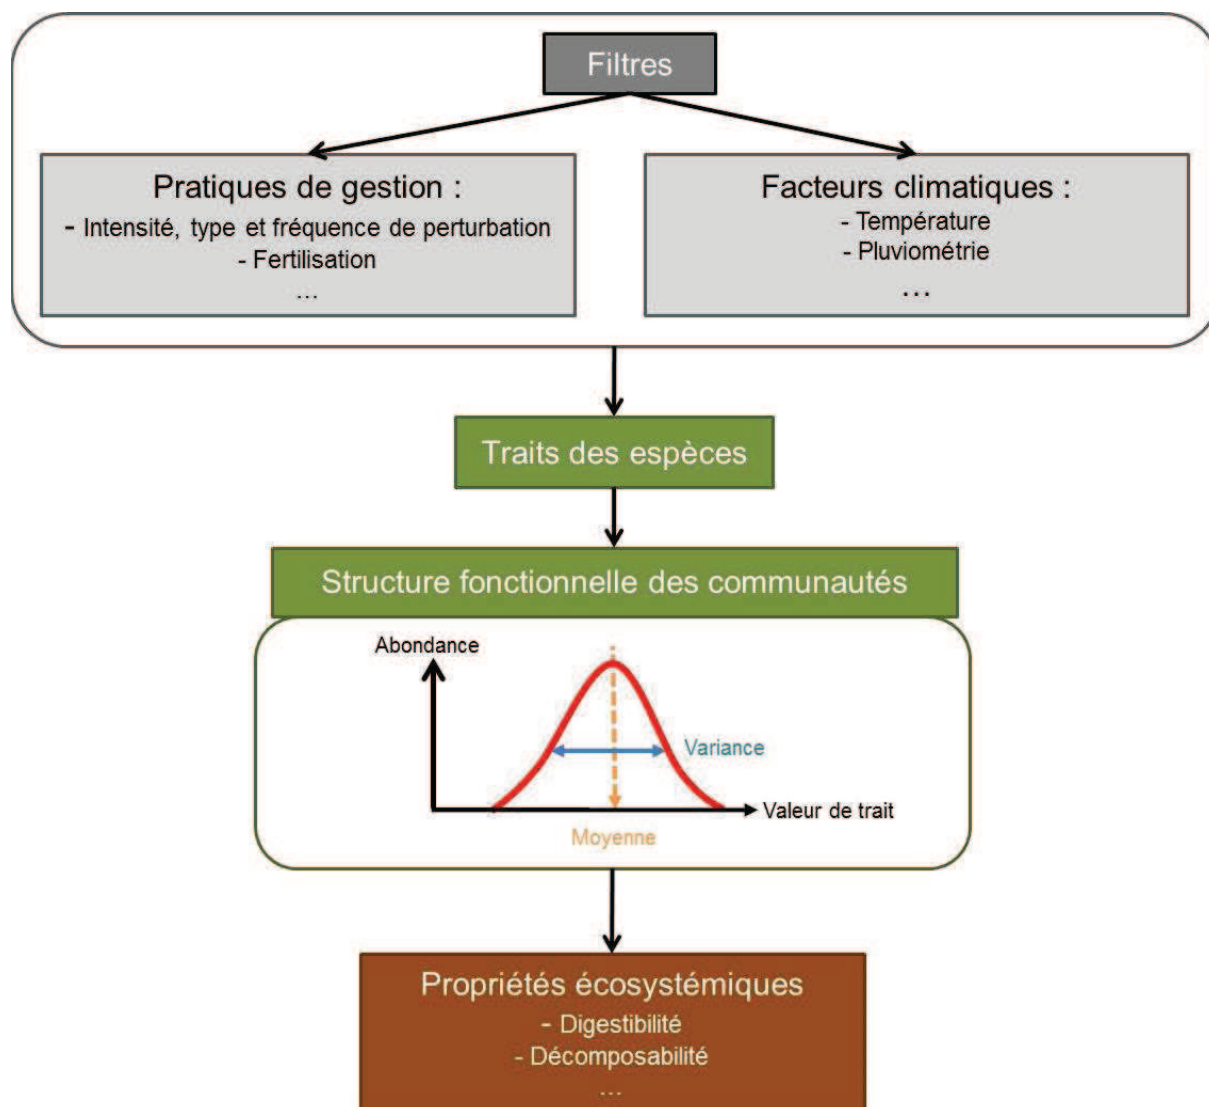 Filtres
Pratiques de gestion :
- Intensité, type et fréquence de perturbation
- Fertilisation
...
Facteurs climatiques :
- Température
- Pluviométrie
...
Traits des espèces
Structure fonctionnelle des communautés
Abondance
Variance
Valeur de trait
Moyenne
Propriétés écosystémiques
- Digestibilité
- Décomposabilité
...